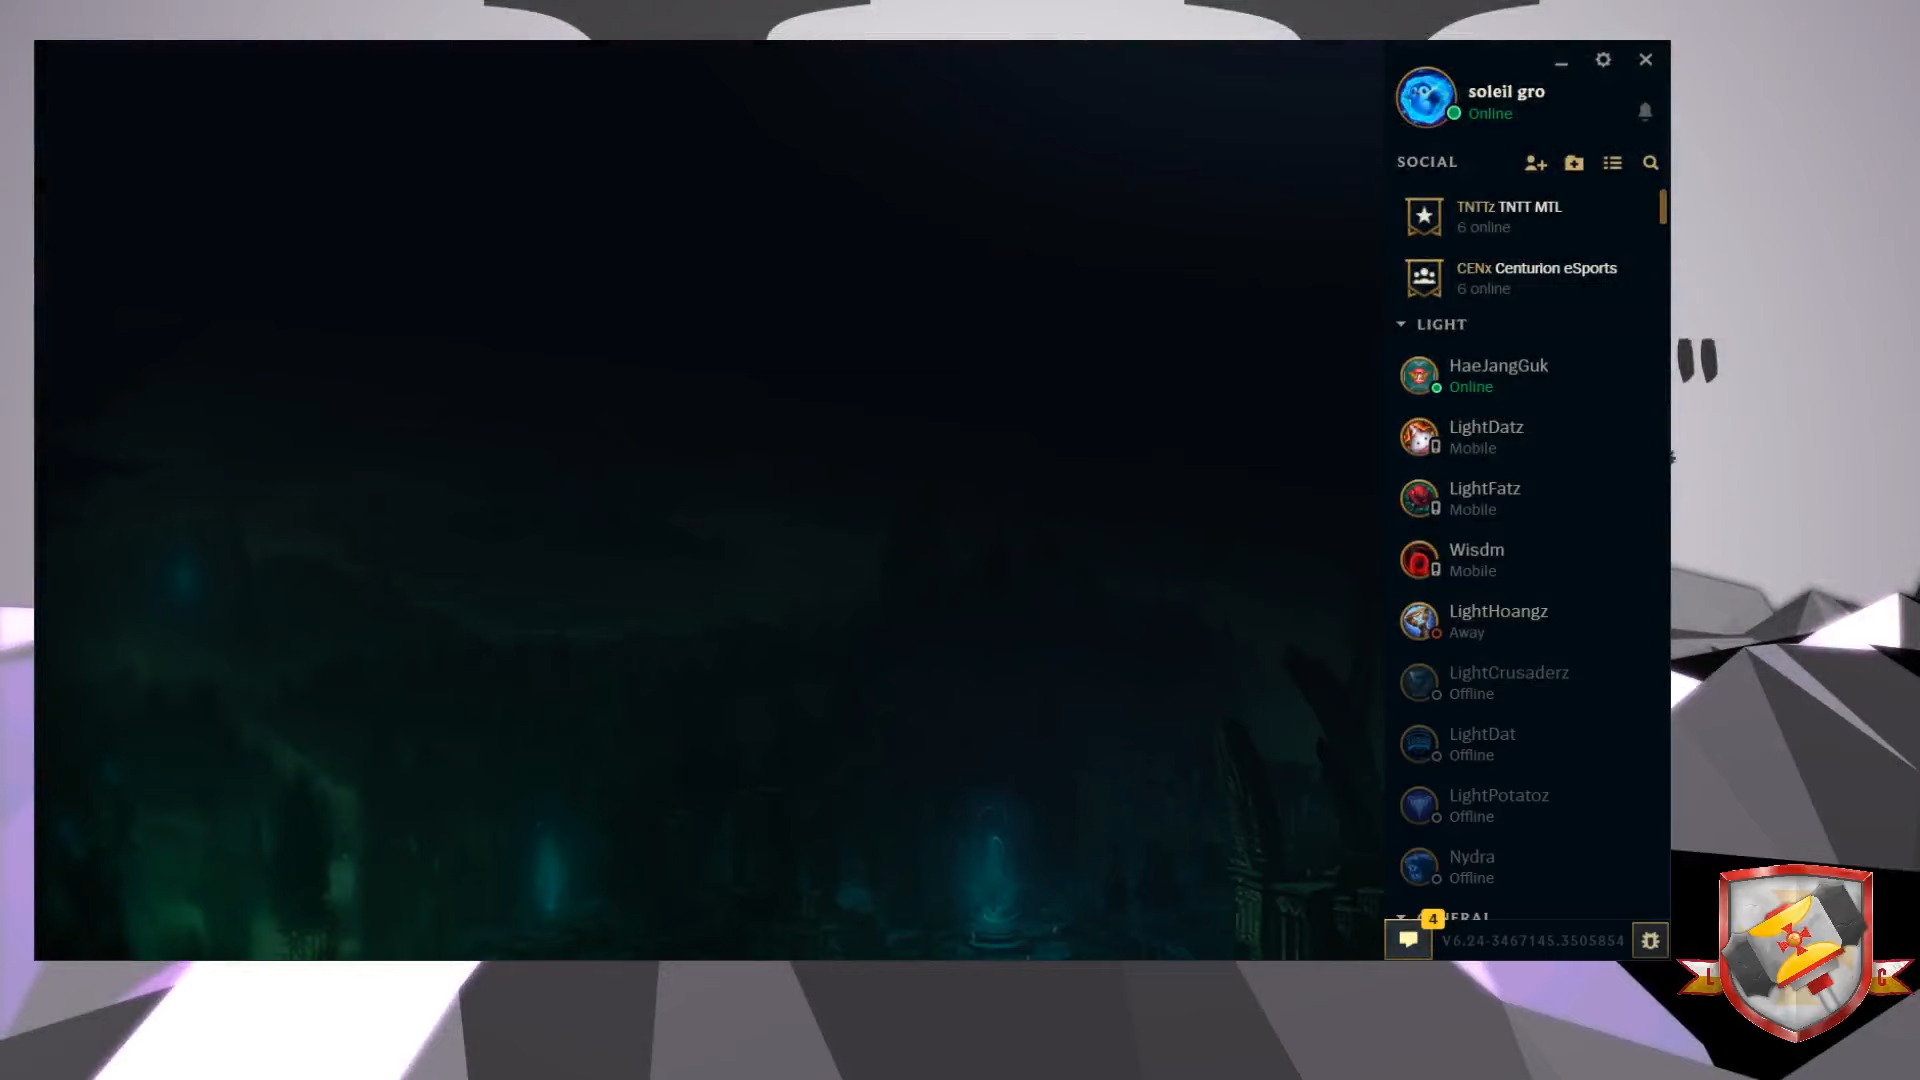 soleil gro
Online
SOCIAL
TNTTz TNTT MTL
6 online
CENx Centurion eSports
6 online
LIGHT
HaeJangGuk
Online
LightDatz
Mobile
LightFatz
Mobile
Wisdm
Mobile
LightHoangz
Away
LightCrusaderz
Offline
LightDat
Offline
LightPotatoz
Offline
Nydra
Offline
4
V6.24-3467145.3505854
L C